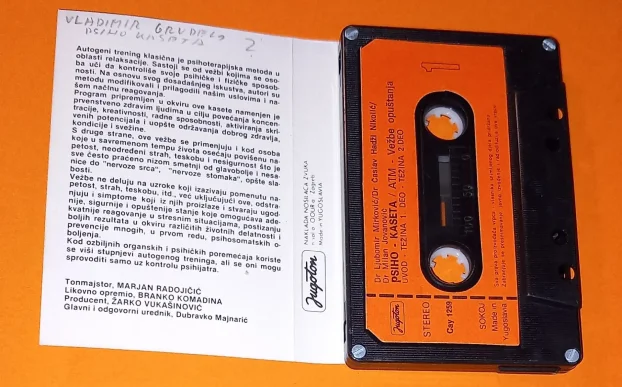 VLADIMIR
PSIHO KASETA 2
Autogeni trening klasična je psihoterapijska metoda u
oblasti relaksacije. Sastoji se od vežbi kojima se oso-
ba uči da kontroliše svoje psihičke i fizičke sposob-
nosti. Na osnovu svog dosadašnjeg iskustva, autori su
metodu modifikovali i prilagodili našim uslovima i na-
šem načinu reagovanja.
Program pripremljen u okviru ove kasete namenjen je
prvenstveno zdravim ljudima u cilju povećanja koncen-
tracije, kreativnosti, radne sposobnosti, aktiviranja skri-
venih potencijala i uopšte održavanja dobrog zdravlja,
kondicije i svežine.
S druge strane, ove vežbe se primenjuju i kod osoba
koje u savremenom tempu života osećaju povišenu na-
petost, neodređeni strah, teskobu i nesigurnost što je
sve često praćeno nizom smetnji od glavobolje i nesa-
nice do "nervoze srca", "nervoze stomaka", opšte sla-
bosti.
Vežbe ne deluju na uzroke koji izazivaju pomenutu na-
petost, strah, teskobu, itd., već uključujući ove, odstra-
njuju i simptome koji iz njih proizlaze i stvaraju ugod-
nije, sigurnije i opuštenije stanje koje omogućava ade-
kvatnije reagovanje u stresnim situacijama, postizanju
boljih rezultata u okviru različitih životnih delatnosti i
prevencije mnogih, u prvom redu, psihosomatskih o-
boljenja.
Kod ozbiljnih organskih i psihičkih poremećaja koriste
se viši stupnjevi autogenog treninga, ali se oni mogu
sprovoditi samo uz kontrolu psihijatra.
Tonmajstor, MARJAN RADOJČIĆ
Likovno opremio, BRANKO KOMADINA
Producent, ŽARKO VUKAŠINOVIĆ
Glavni i odgovorni urednik, Dubravko Majnarić
NAKLADA NOSILACA ZVUKA
Made in YUGOSLAVIA
Jugoton
1
Dr Ljubomir Mirković/Dr Časlav Hadži Nikolić/
Dr Milan Jovanović
PSIHO - KASETA / ATM - Vežbe opuštanja
UVOD - TEŽINA 1 DEO - TEŽINA 2 DEO
100 50 0
Jugoton
STEREO
Cay 1259
SOKOJ
Made in
Yugoslavia